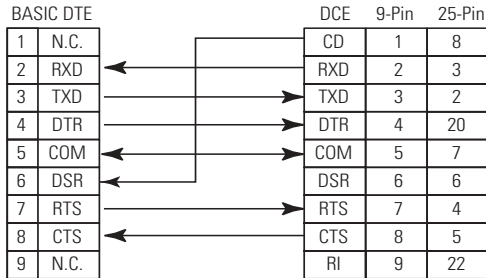 BASIC DTE DCE 9-Pin 25-Pin
1 N.C. CD 1 8
2 RXD RXD 2 3
3 TXD TXD 3 2
4 DTR DTR 4 20
5 COM COM 5 7
6 DSR DSR 6 6
7 RTS RTS 7 4
8 CTS CTS 8 5
9 N.C. RI 9 22